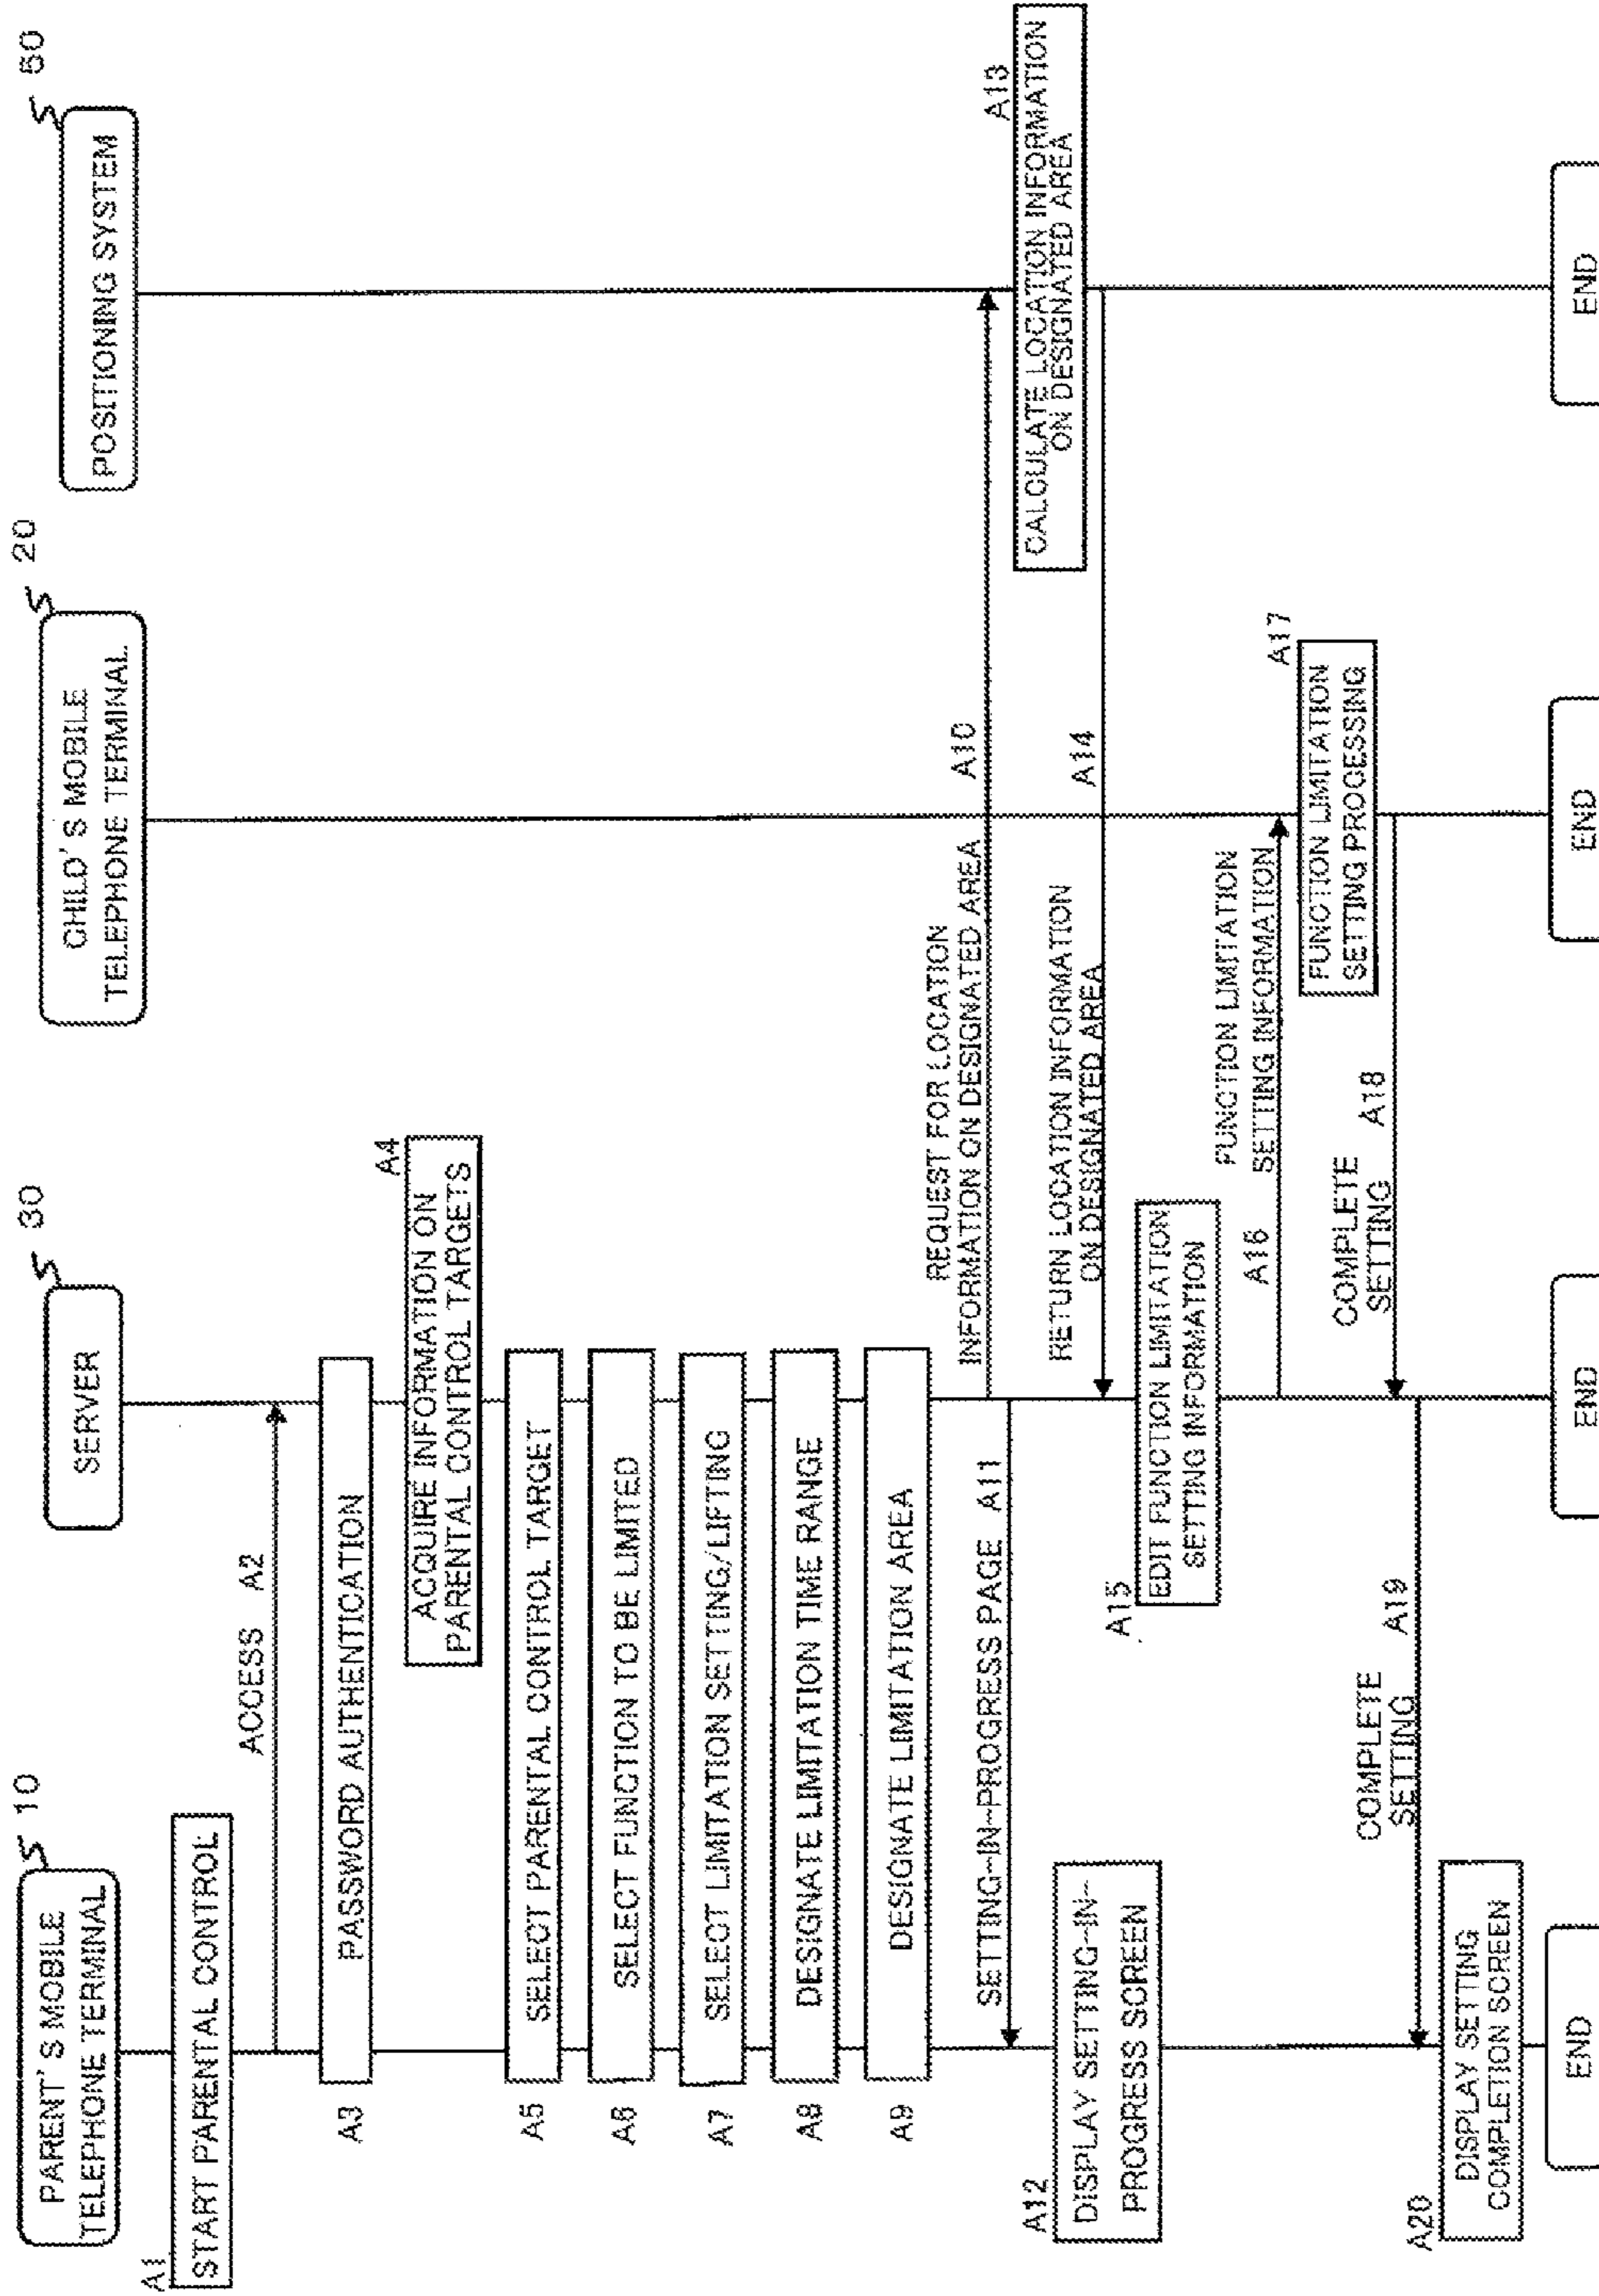 PARENT'S MOBILE
TELEPHONE TERMINAL
10
SERVER
30
CHILD'S MOBILE
TELEPHONE TERMINAL
20
POSITIONING SYSTEM
50
A1
START PARENTAL CONTROL
ACCESS A2
A3
PASSWORD AUTHENTICATION
A4
ACQUIRE INFORMATION ON
PARENTAL CONTROL TARGETS
A5
SELECT PARENTAL CONTROL TARGET
A6
SELECT FUNCTION TO BE LIMITED
A7
SELECT LIMITATION SETTING/LIFTING
A8
DESIGNATE LIMITATION TIME RANGE
A9
DESIGNATE LIMITATION AREA
REQUEST FOR LOCATION
INFORMATION ON DESIGNATED AREA
A10
SETTING-IN-PROGRESS PAGE A11
A12
DISPLAY SETTING-IN-
PROGRESS SCREEN
A13
CALCULATE LOCATION INFORMATION
ON DESIGNATED AREA
RETURN LOCATION INFORMATION
ON DESIGNATED AREA
A14
A15
EDIT FUNCTION LIMITATION
SETTING INFORMATION
FUNCTION LIMITATION
A16 SETTING INFORMATION
A17
FUNCTION LIMITATION
SETTING PROCESSING
COMPLETE
SETTING A18
COMPLETE
SETTING A19
A20
DISPLAY SETTING
COMPLETION SCREEN
END
END
END
END